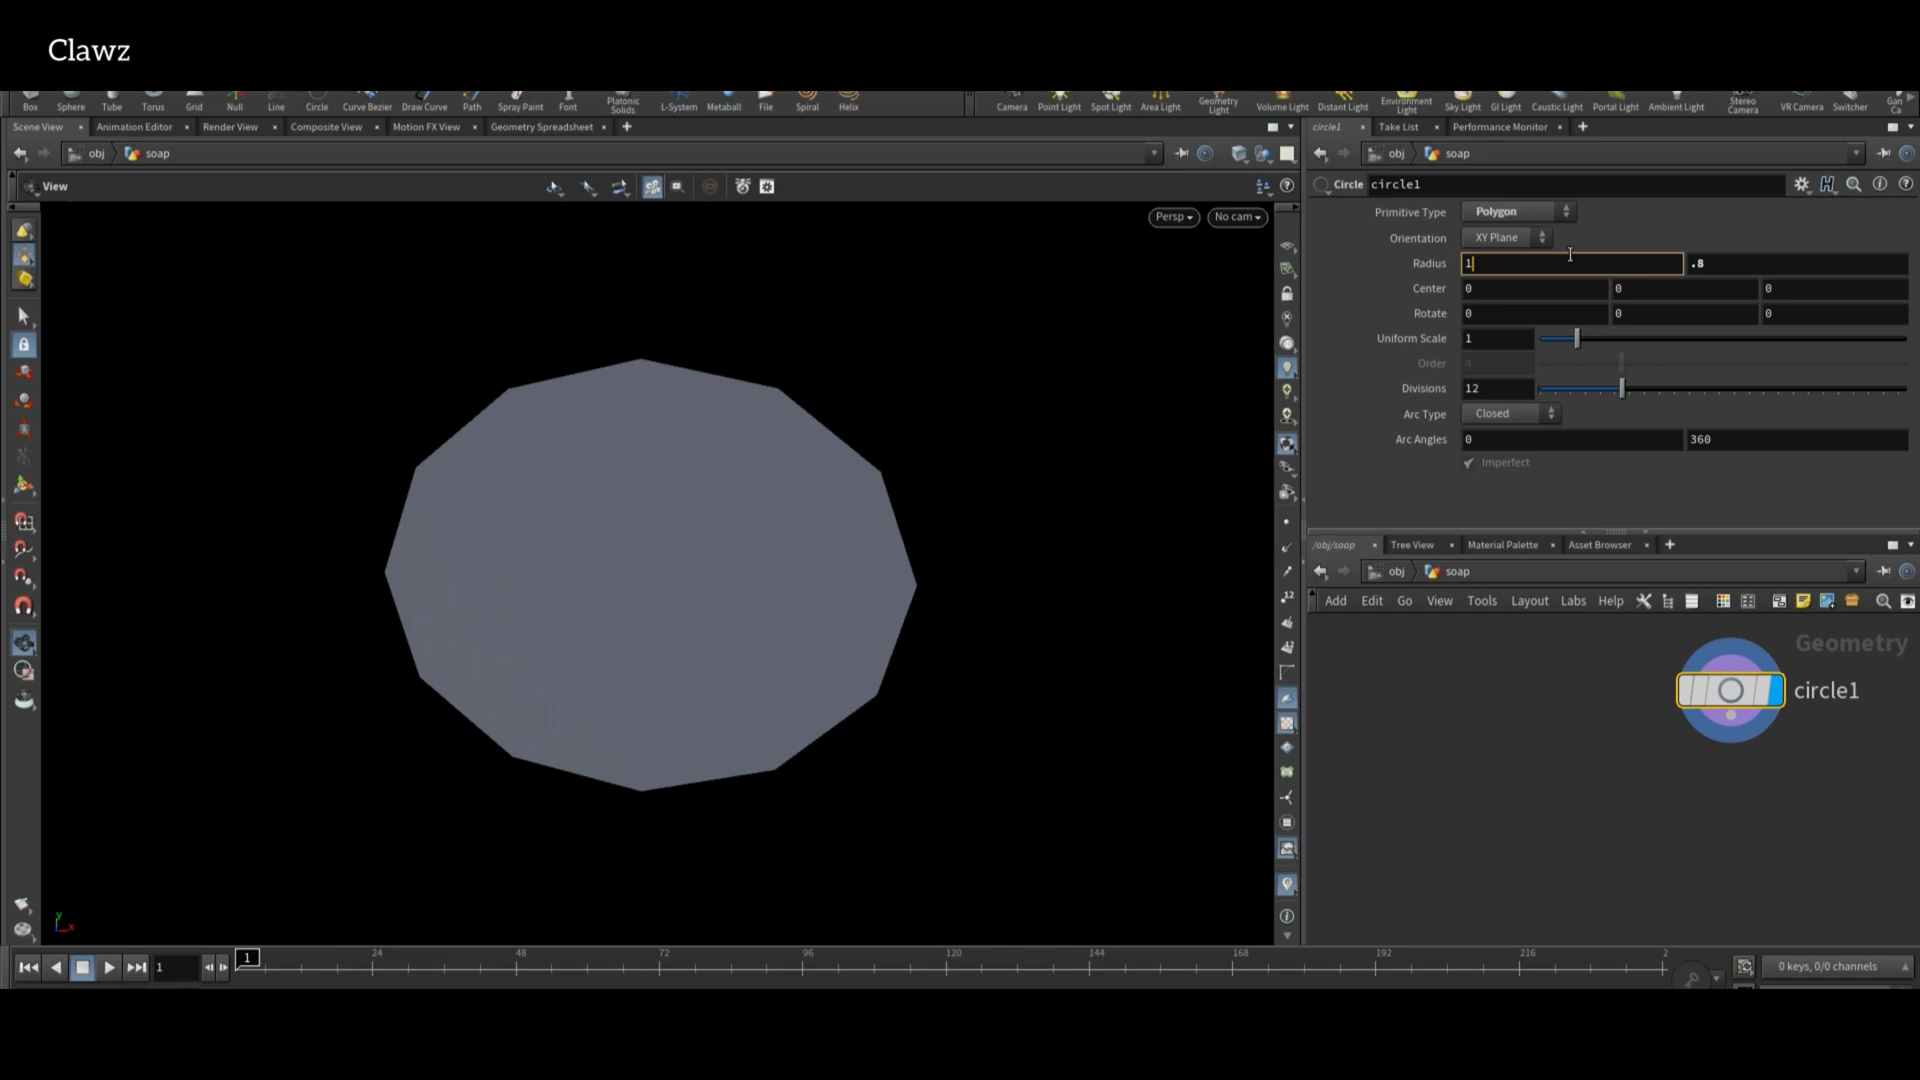 Clawz
Box Sphere Tube Torus Grid Null Line Circle Curve Bezier Draw Curve Path Spray Paint Font Platonic Solids L-System Metaball File Spiral Helix
Camera Point Light Spot Light Area Light Geometry Light Volume Light Distant Light Environment Light Sky Light GI Light Caustic Light Portal Light Ambient Light Stereo Camera VR Camera Switcher Gan Ca
Scene View Animation Editor Render View Composite View Motion FX View Geometry Spreadsheet
circle1 Take List Performance Monitor
obj soap
obj soap
View
Persp No cam
Circle circle1
Primitive Type Polygon
Orientation XY Plane
Radius 1 .8
Center 0 0 0
Rotate 0 0 0
Uniform Scale 1
Order 4
Divisions 12
Arc Type Closed
Arc Angles 0 360
Imperfect
/obj/soap Tree View Material Palette Asset Browser
obj soap
Add Edit Go View Tools Layout Labs Help
Geometry
circle1
y
x
1 1 24 48 72 96 120 144 168 192 216 2
0 keys, 0/0 channels